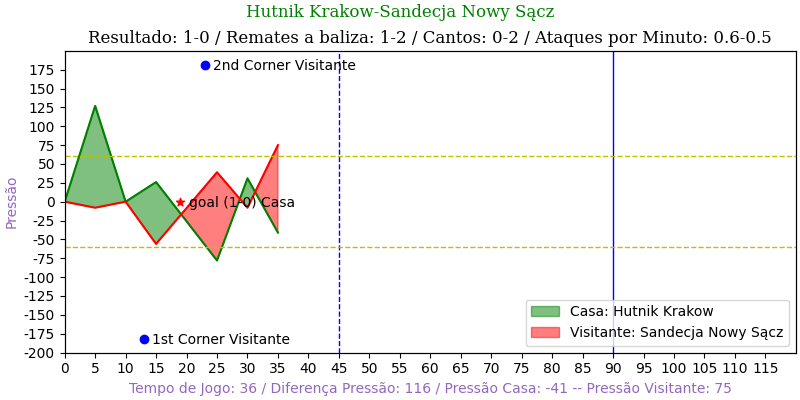 Hutnik Krakow-Sandecja Nowy Sącz
Resultado: 1-0 / Remates a baliza: 1-2 / Cantos: 0-2 / Ataques por Minuto: 0.6-0.5
175
150
125
100
75
50
25
0
-25
-50
-75
-100
-125
-150
-175
-200
Pressão
2nd Corner Visitante
goal (1-0) Casa
1st Corner Visitante
Casa: Hutnik Krakow
Visitante: Sandecja Nowy Sącz
0 5 10 15 20 25 30 35 40 45 50 55 60 65 70 75 80 85 90 95 100 105 110 115
Tempo de Jogo: 36 / Diferença Pressão: 116 / Pressão Casa: -41 -- Pressão Visitante: 75